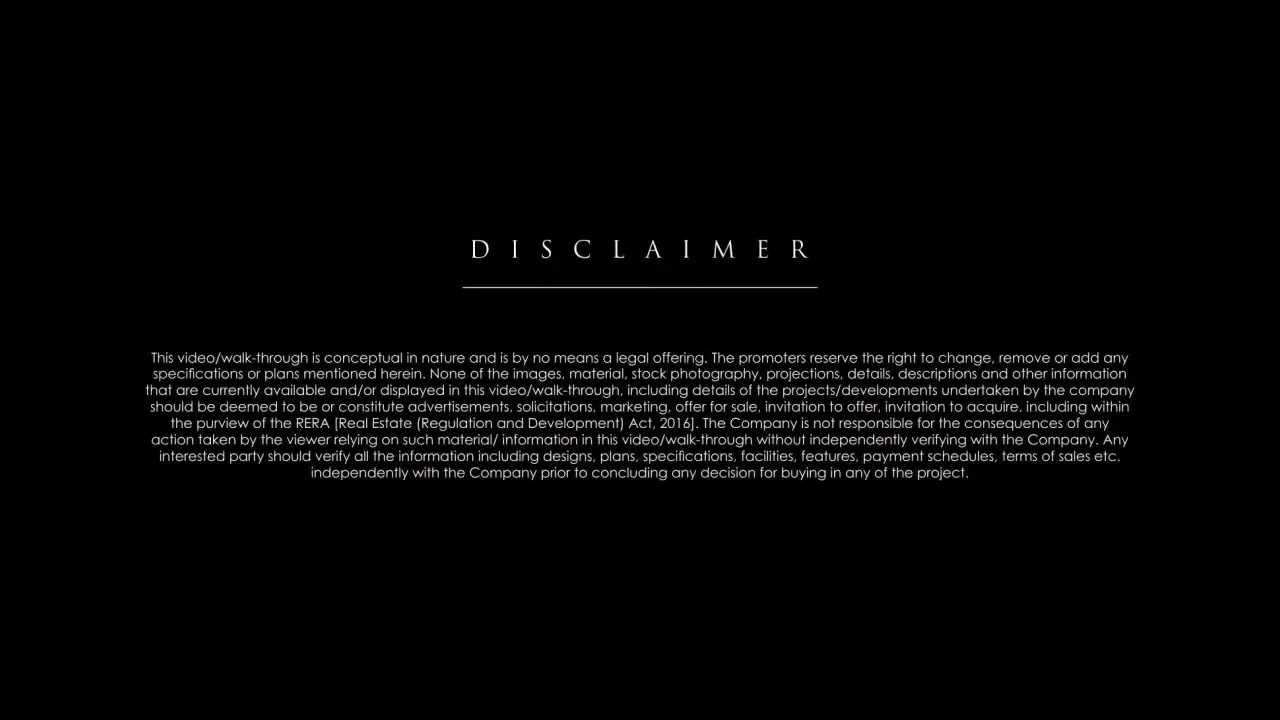 DISCLAIMER
This video/walk-through is conceptual in nature and is by no means a legal offering. The promoters reserve the right to change, remove or add any
specifications or plans mentioned herein. None of the images, material, stock photography, projections, details, descriptions and other information
that are currently available and/or displayed in this video/walk-through, including details of the projects/developments undertaken by the company
should be deemed to be or constitute advertisements, solicitations, marketing, offer for sale, invitation to offer, invitation to acquire, including within
the purview of the RERA [Real Estate (Regulation and Development) Act, 2016]. The Company is not responsible for the consequences of any
action taken by the viewer relying on such material/ information in this video/walk-through without independently verifying with the Company. Any
interested party should verify all the information including designs, plans, specifications, facilities, features, payment schedules, terms of sales etc.
independently with the Company prior to concluding any decision for buying in any of the project.